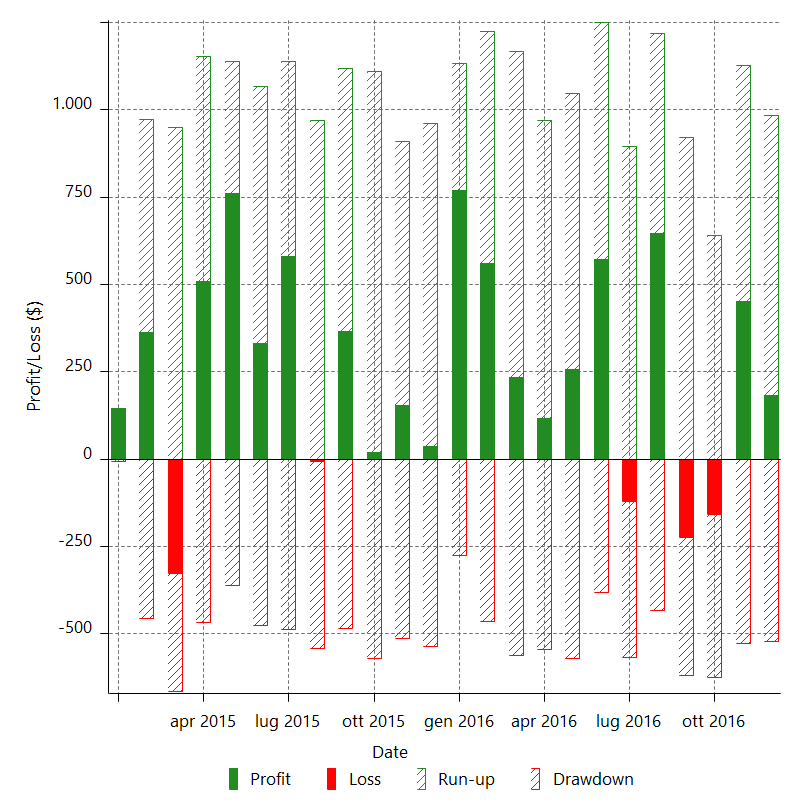 1.000
750
500
250
0
-250
-500
Profit/Loss ($)
apr 2015 lug 2015 ott 2015 gen 2016 apr 2016 lug 2016 ott 2016
Date
Profit Loss Run-up Drawdown